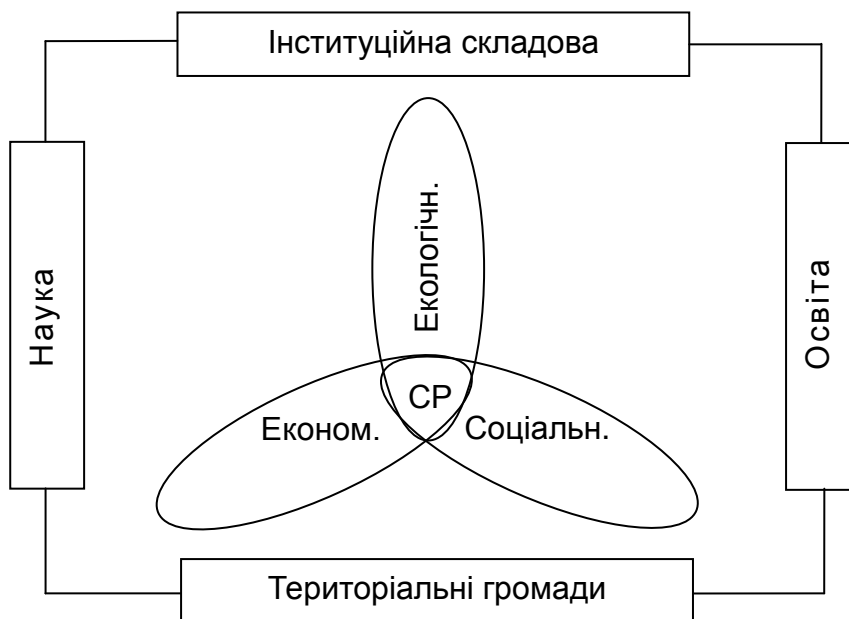 Інституційна складова
Наука
Екологічн.
Освіта
СР
Економ.
Соціальн.
Територіальні громади